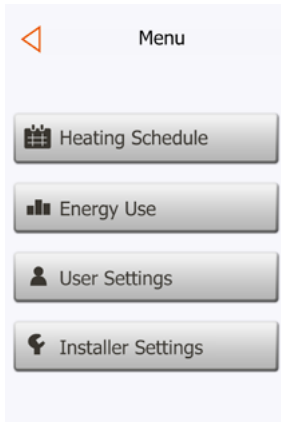 Menu
Heating Schedule
Energy Use
User Settings
Installer Settings